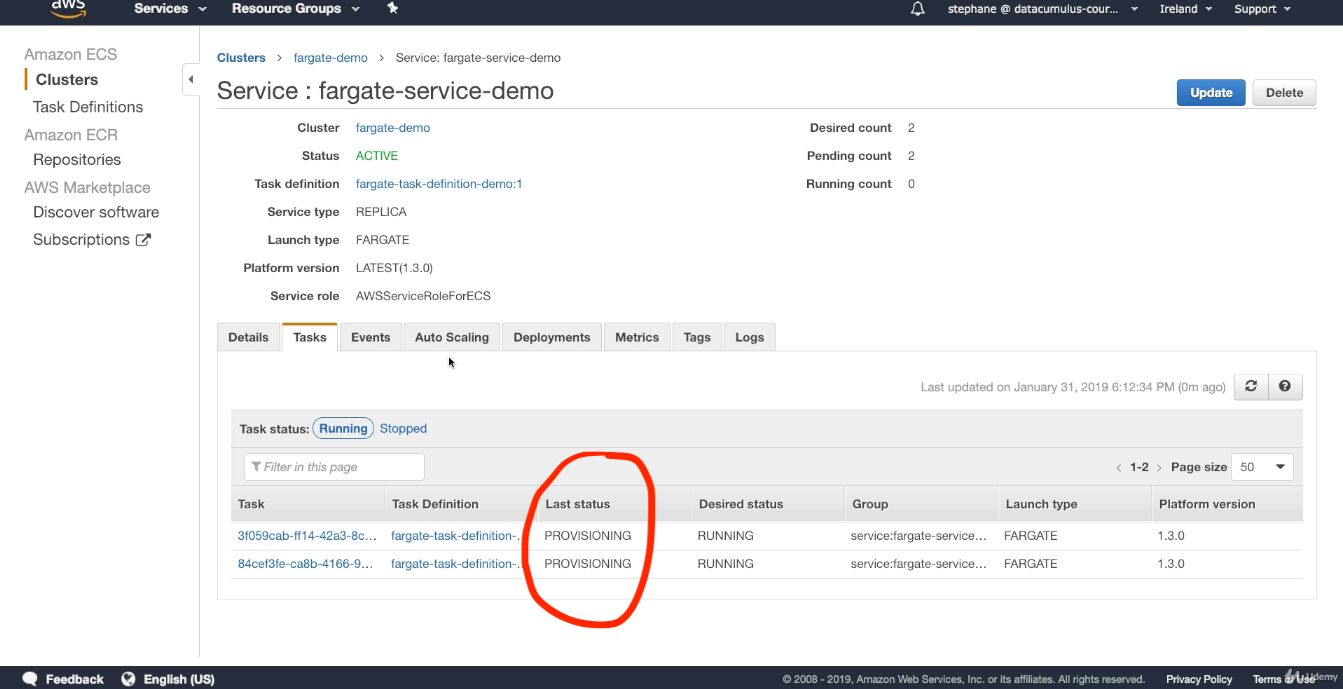 aws Services Resource Groups stephane @ datacumulus-cour... Ireland Support
Amazon ECS
Clusters
Task Definitions
Amazon ECR
Repositories
AWS Marketplace
Discover software
Subscriptions
Clusters > fargate-demo > Service: fargate-service-demo
Service : fargate-service-demo
Update Delete
Cluster fargate-demo Desired count 2
Status ACTIVE Pending count 2
Task definition fargate-task-definition-demo:1 Running count 0
Service type REPLICA
Launch type FARGATE
Platform version LATEST(1.3.0)
Service role AWSServiceRoleForECS
Details Tasks Events Auto Scaling Deployments Metrics Tags Logs
Last updated on January 31, 2019 6:12:34 PM (0m ago)
Task status: Running Stopped
Filter in this page < 1-2 > Page size 50
Task Task Definition Last status Desired status Group Launch type Platform version
3f059cab-ff14-42a3-8c... fargate-task-definition-... PROVISIONING RUNNING service:fargate-service... FARGATE 1.3.0
84cef3fe-ca8b-4166-9... fargate-task-definition-... PROVISIONING RUNNING service:fargate-service... FARGATE 1.3.0
Feedback English (US) © 2008 - 2019, Amazon Web Services, Inc. or its affiliates. All rights reserved. Privacy Policy Terms of Use
Udemy